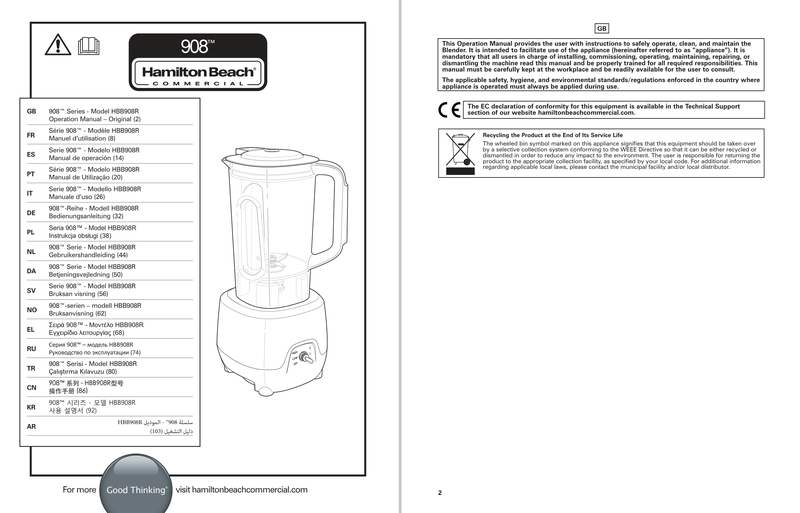 908™
Hamilton Beach®
COMMERCIAL
GB
908™ Series - Model HBB908R
Operation Manual – Original (2)
FR
Série 908™ - Modèle HBB908R
Manuel d'utilisation (8)
ES
Serie 908™ - Modelo HBB908R
Manual de operación (14)
PT
Série 908™ - Modelo HBB908R
Manual de Utilização (20)
IT
Serie 908™ - Modello HBB908R
Manuale d'uso (26)
DE
908™-Reihe - Modell HBB908R
Bedienungsanleitung (32)
PL
Seria 908™ - Model HBB908R
Instrukcja obsługi (38)
NL
908™ Serie - Model HBB908R
Gebruikershandleiding (44)
DA
908™ Serie - Model HBB908R
Betjeningsvejledning (50)
SV
Serie 908™ - Model HBB908R
Bruksan visning (56)
NO
908™-serien – modell HBB908R
Bruksanvisning (62)
EL
Σειρά 908™ - Μοντέλο HBB908R
Εγχειρίδιο λειτουργίας (68)
RU
Серия 908™ – модель HBB908R
Руководство по эксплуатации (74)
TR
908™ Serisi - Model HBB908R
Çalıştırma Kılavuzu (80)
CN
908™ 系列 - HBB908R型号
操作手册 (86)
KR
908™ 시리즈 - 모델 HBB908R
사용 설명서 (92)
AR
سلسلة 908™ - الموديل HBB908R
دليل التشغيل (103)
For more Good Thinking® visit hamiltonbeachcommercial.com
GB
This Operation Manual provides the user with instructions to safely operate, clean, and maintain the
Blender. It is intended to facilitate use of the appliance (hereinafter referred to as “appliance”). It is
mandatory that all users in charge of installing, commissioning, operating, maintaining, repairing, or
dismantling the machine read this manual and be properly trained for all required responsibilities. This
manual must be carefully kept at the workplace and be readily available for the user to consult.
The applicable safety, hygiene, and environmental standards/regulations enforced in the country where
appliance is operated must always be applied during use.
CE
The EC declaration of conformity for this equipment is available in the Technical Support
section of our website hamiltonbeachcommercial.com.
Recycling the Product at the End of Its Service Life
The wheeled bin symbol marked on this appliance signifies that this equipment should be taken over
by a selective collection system conforming to the WEEE Directive so that it can be either recycled or
dismantled in order to reduce any impact to the environment. The user is responsible for returning the
product to the appropriate collection facility, as specified by your local code. For additional information
regarding applicable local laws, please contact the municipal facility and/or local distributor.
2